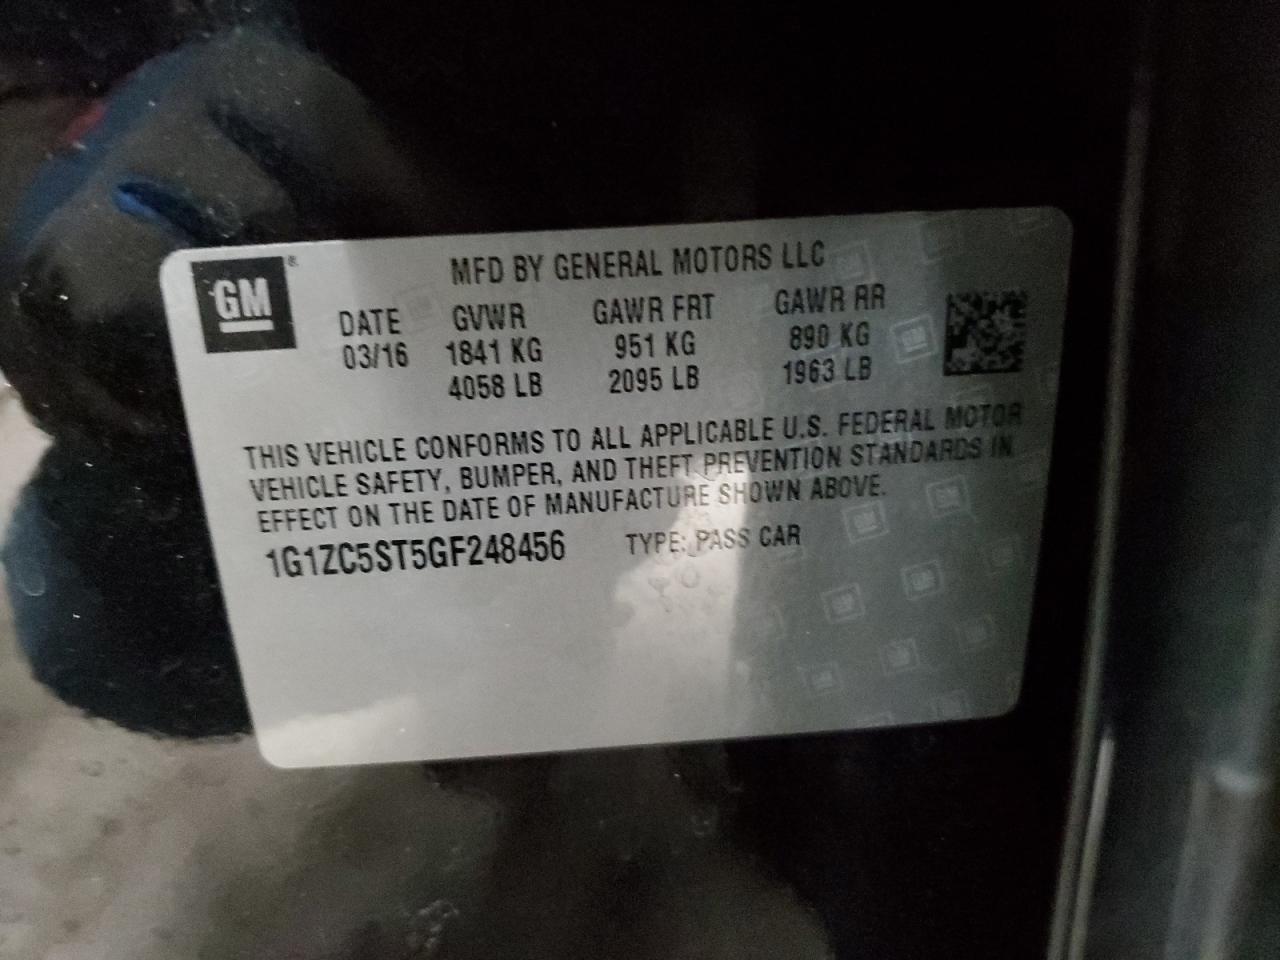 GM ®
MFD BY GENERAL MOTORS LLC
DATE GVWR GAWR FRT GAWR RR
03/16 1841 KG 951 KG 890 KG
4058 LB 2095 LB 1963 LB
THIS VEHICLE CONFORMS TO ALL APPLICABLE U.S. FEDERAL MOTOR
VEHICLE SAFETY, BUMPER, AND THEFT PREVENTION STANDARDS IN
EFFECT ON THE DATE OF MANUFACTURE SHOWN ABOVE.
1G1ZC5ST5GF248456 TYPE: PASS CAR